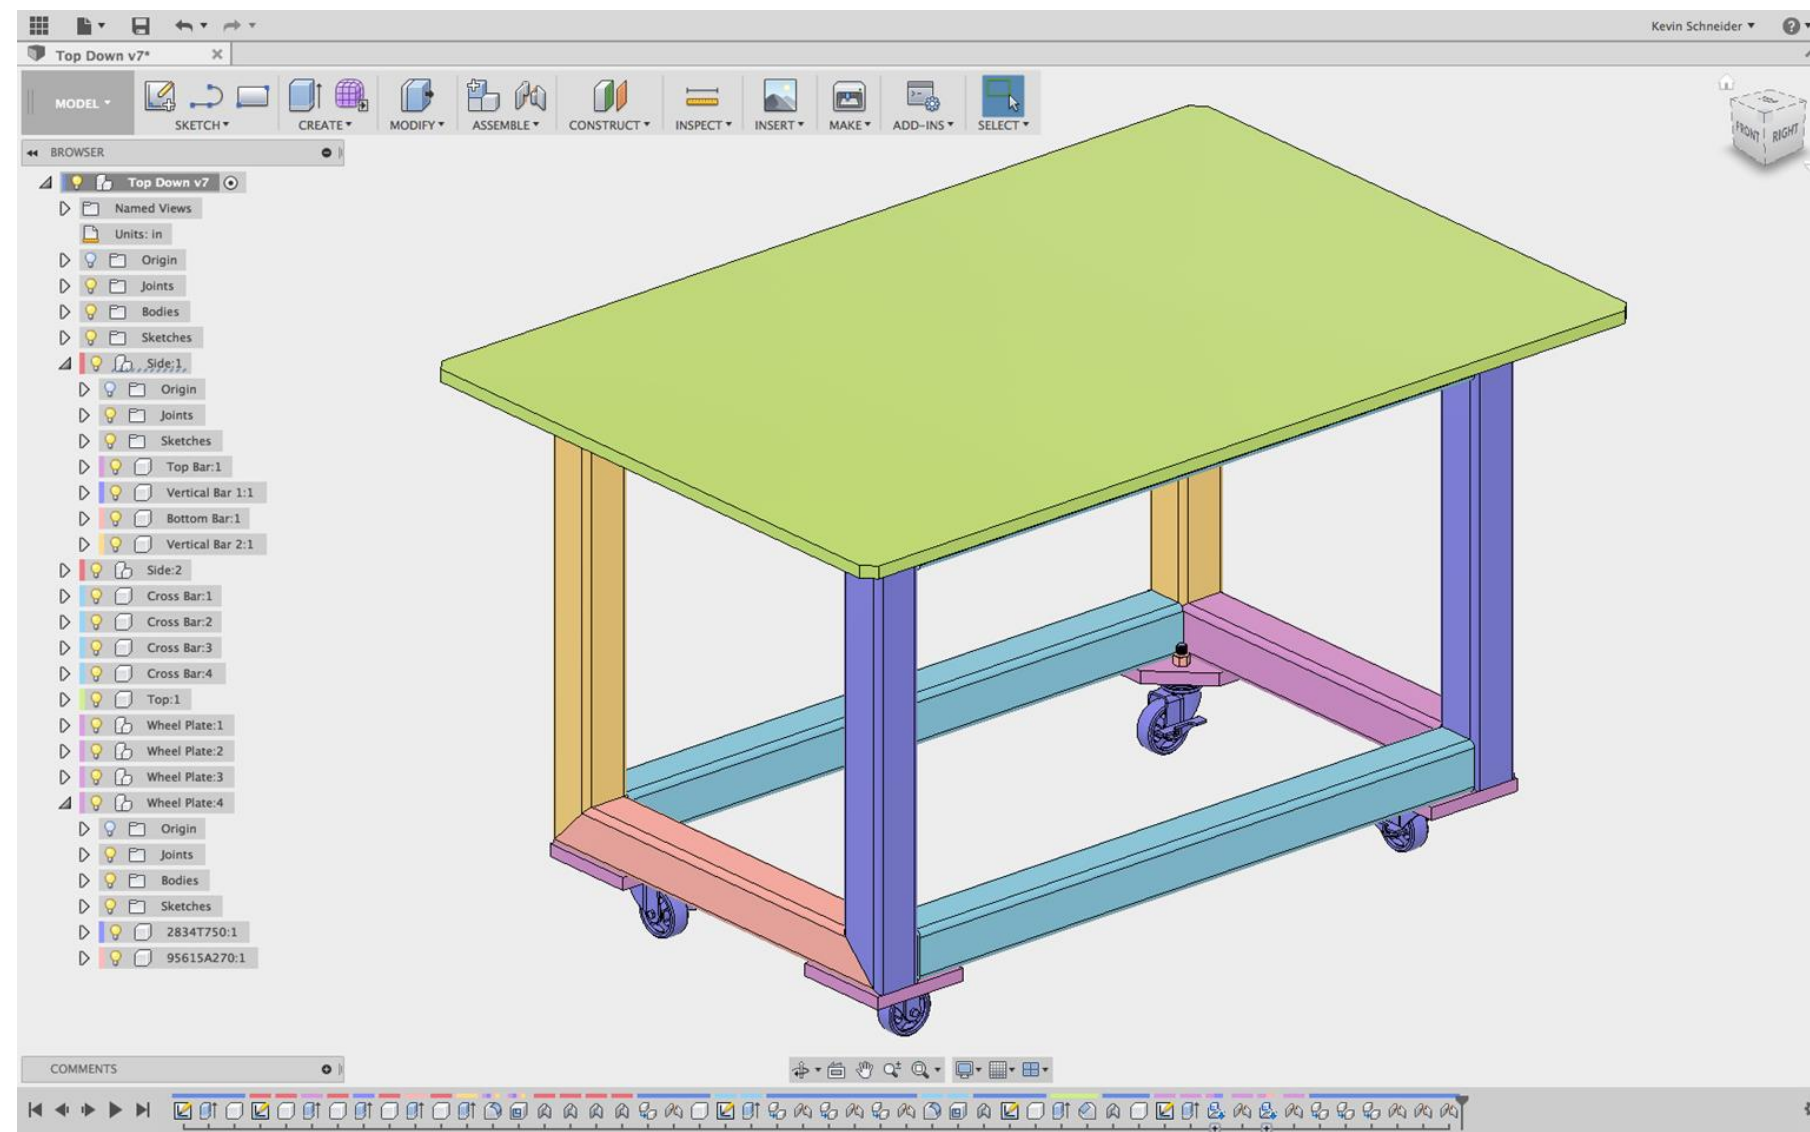 Kevin Schneider
Top Down v7*
MODEL
SKETCH
CREATE
MODIFY
ASSEMBLE
CONSTRUCT
INSPECT
INSERT
MAKE
ADD-INS
SELECT
FRONT
RIGHT
BROWSER
Top Down v7
Named Views
Units: in
Origin
Joints
Bodies
Sketches
Side:1
Origin
Joints
Sketches
Top Bar:1
Vertical Bar 1:1
Bottom Bar:1
Vertical Bar 2:1
Side:2
Cross Bar:1
Cross Bar:2
Cross Bar:3
Cross Bar:4
Top:1
Wheel Plate:1
Wheel Plate:2
Wheel Plate:3
Wheel Plate:4
Origin
Joints
Bodies
Sketches
2834T750:1
95615A270:1
COMMENTS